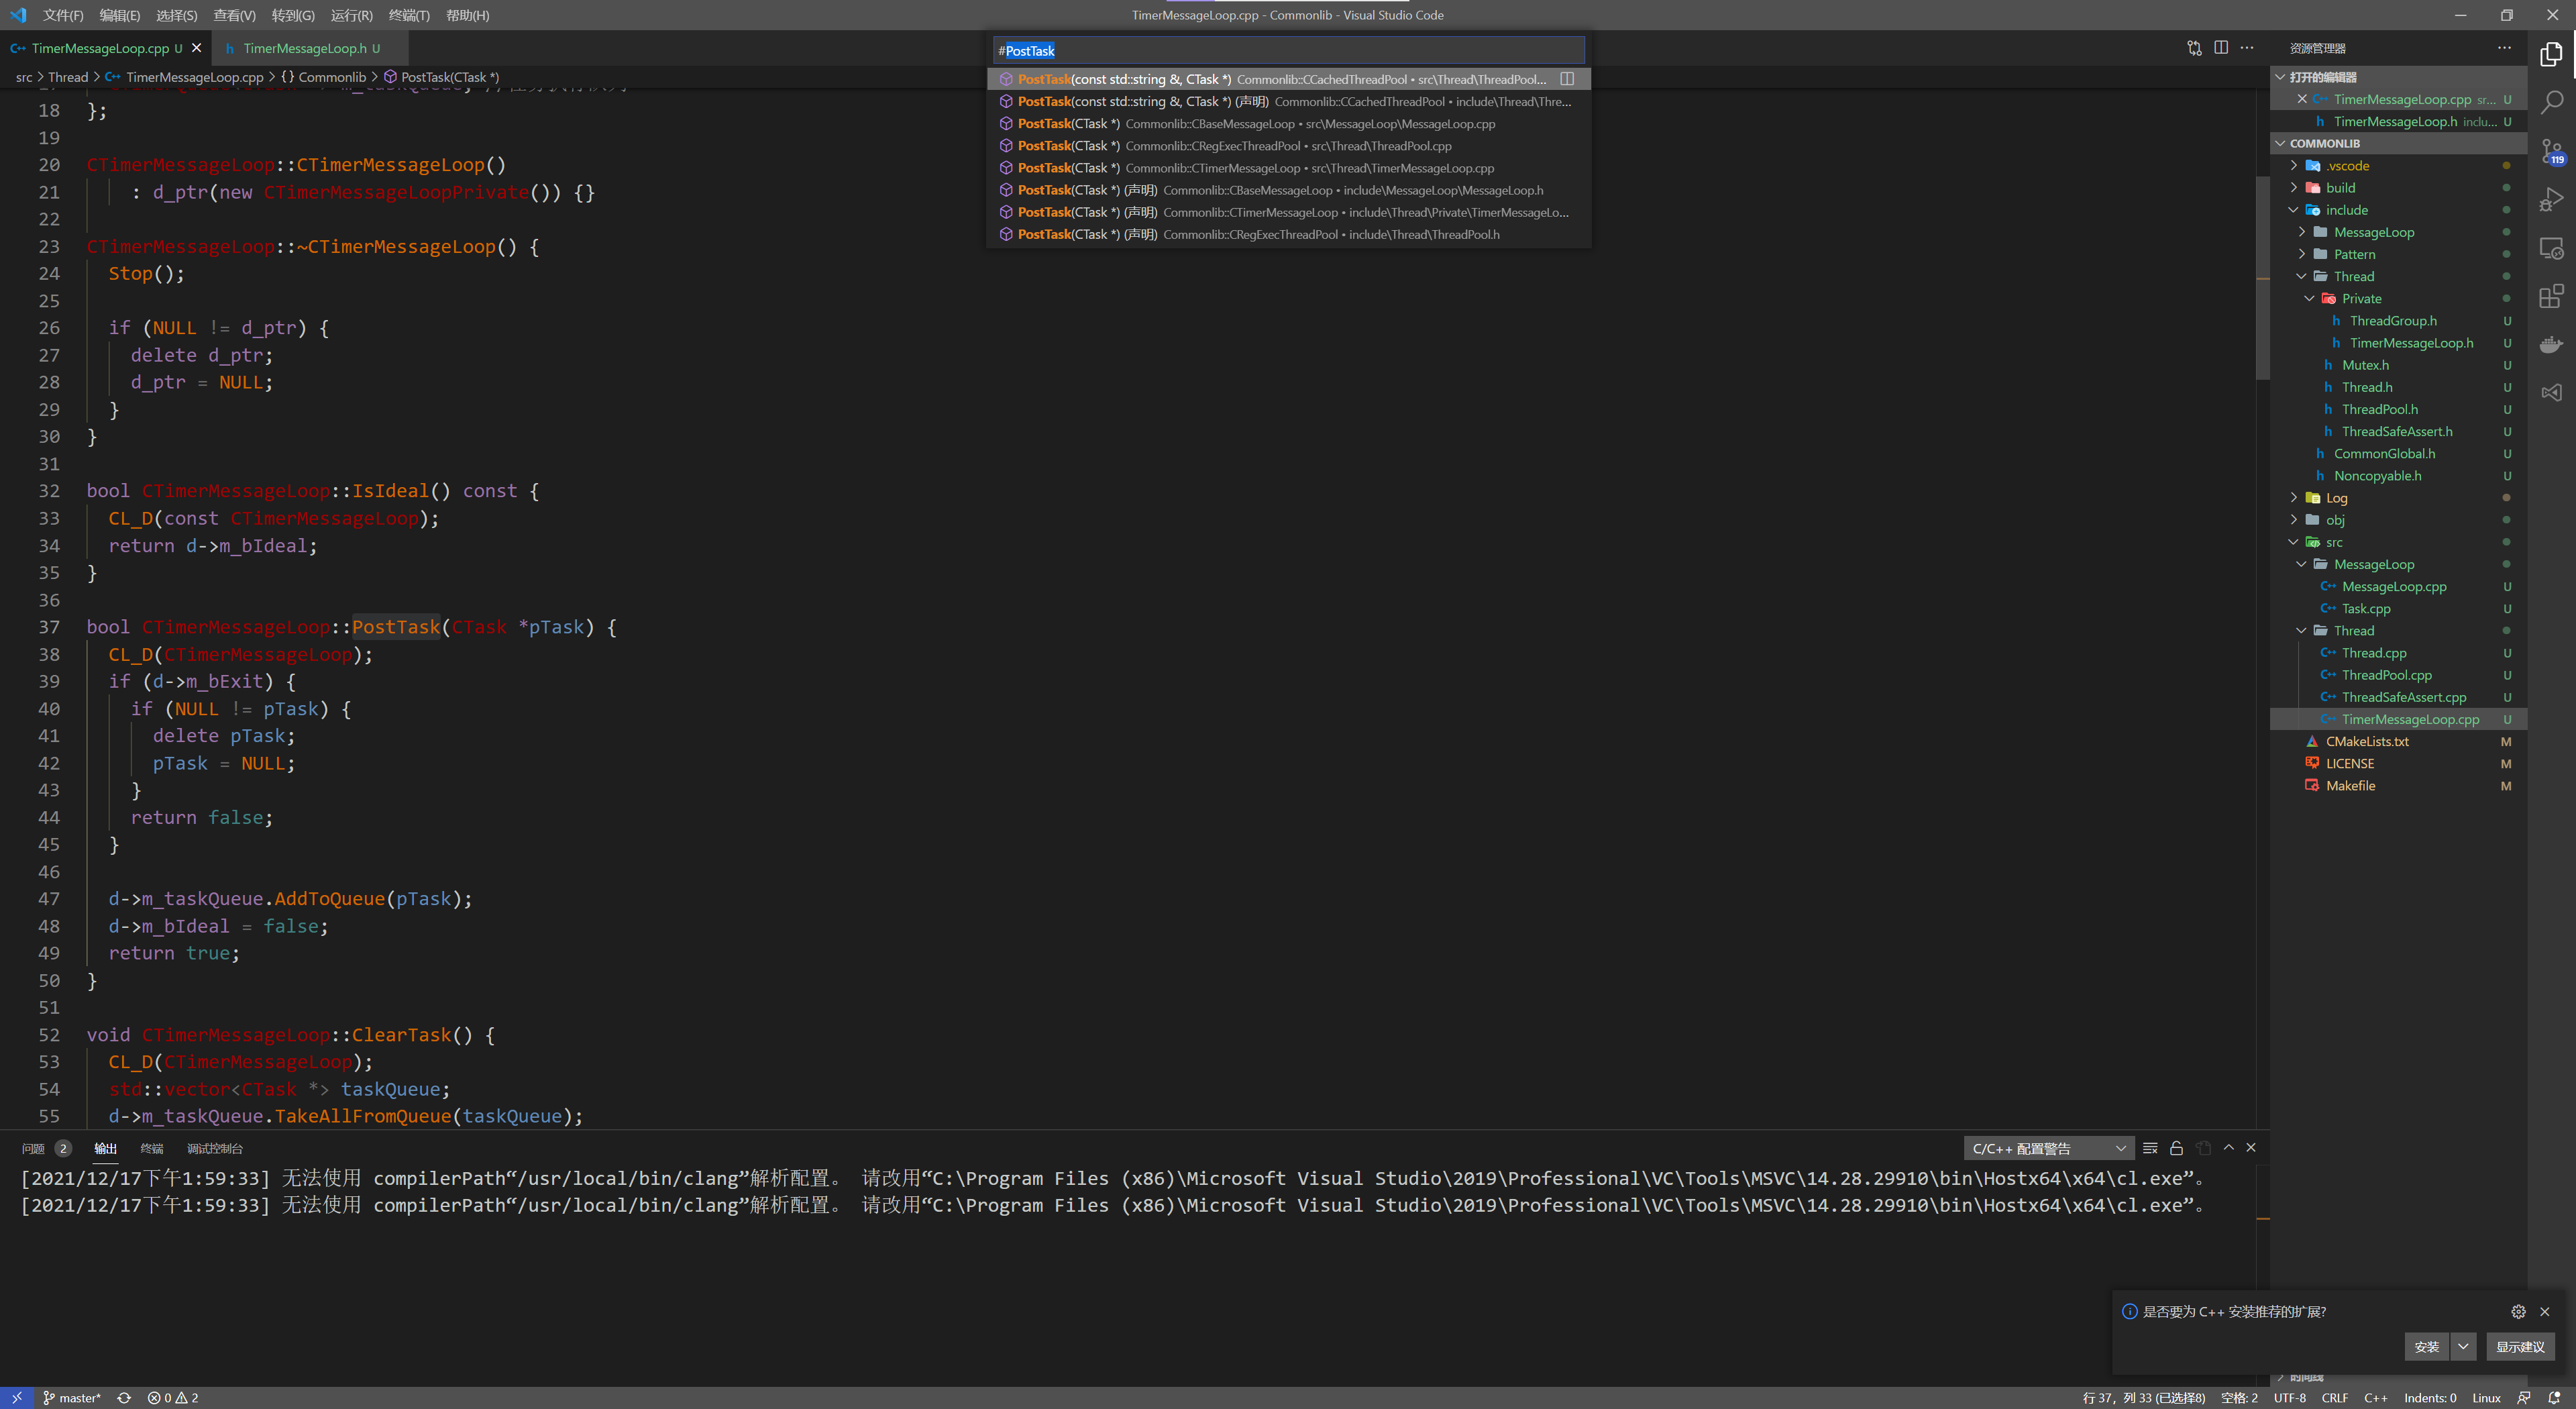 文件(F) 编辑(E) 选择(S) 查看(V) 转到(G) 运行(R) 终端(T) 帮助(H)
TimerMessageLoop.cpp - Commonlib - Visual Studio Code
TimerMessageLoop.cpp U
h TimerMessageLoop.h U
src > Thread > TimerMessageLoop.cpp > {} Commonlib > PostTask(CTask *)
#PostTask
PostTask(const std::string &, CTask *) Commonlib::CCachedThreadPool • src\Thread\ThreadPool...
PostTask(const std::string &, CTask *) (声明) Commonlib::CCachedThreadPool • include\Thread\Thre...
PostTask(CTask *) Commonlib::CBaseMessageLoop • src\MessageLoop\MessageLoop.cpp
PostTask(CTask *) Commonlib::CRegExecThreadPool • src\Thread\ThreadPool.cpp
PostTask(CTask *) Commonlib::CTimerMessageLoop • src\Thread\TimerMessageLoop.cpp
PostTask(CTask *) (声明) Commonlib::CBaseMessageLoop • include\MessageLoop\MessageLoop.h
PostTask(CTask *) (声明) Commonlib::CTimerMessageLoop • include\Thread\Private\TimerMessageLo...
PostTask(CTask *) (声明) Commonlib::CRegExecThreadPool • include\Thread\ThreadPool.h
18 };
19
20 CTimerMessageLoop::CTimerMessageLoop()
21 : d_ptr(new CTimerMessageLoopPrivate()) {}
22
23 CTimerMessageLoop::~CTimerMessageLoop() {
24 Stop();
25
26 if (NULL != d_ptr) {
27 delete d_ptr;
28 d_ptr = NULL;
29 }
30 }
31
32 bool CTimerMessageLoop::IsIdeal() const {
33 CL_D(const CTimerMessageLoop);
34 return d->m_bIdeal;
35 }
36
37 bool CTimerMessageLoop::PostTask(CTask *pTask) {
38 CL_D(CTimerMessageLoop);
39 if (d->m_bExit) {
40 if (NULL != pTask) {
41 delete pTask;
42 pTask = NULL;
43 }
44 return false;
45 }
46
47 d->m_taskQueue.AddToQueue(pTask);
48 d->m_bIdeal = false;
49 return true;
50 }
51
52 void CTimerMessageLoop::ClearTask() {
53 CL_D(CTimerMessageLoop);
54 std::vector<CTask *> taskQueue;
55 d->m_taskQueue.TakeAllFromQueue(taskQueue);
资源管理器
打开的编辑器
TimerMessageLoop.cpp sr... U
h TimerMessageLoop.h inclu... U
COMMONLIB
.vscode
build
include
MessageLoop
Pattern
Thread
Private
h ThreadGroup.h U
h TimerMessageLoop.h U
h Mutex.h U
h Thread.h U
h ThreadPool.h U
h ThreadSafeAssert.h U
h CommonGlobal.h U
h Noncopyable.h U
Log
obj
src
MessageLoop
MessageLoop.cpp U
Task.cpp U
Thread
Thread.cpp U
ThreadPool.cpp U
ThreadSafeAssert.cpp U
TimerMessageLoop.cpp U
CMakeLists.txt M
LICENSE M
Makefile M
119
问题 2 输出 终端 调试控制台
C/C++ 配置警告
[2021/12/17下午1:59:33] 无法使用 compilerPath“/usr/local/bin/clang”解析配置。 请改用“C:\Program Files (x86)\Microsoft Visual Studio\2019\Professional\VC\Tools\MSVC\14.28.29910\bin\Hostx64\x64\cl.exe”。
[2021/12/17下午1:59:33] 无法使用 compilerPath“/usr/local/bin/clang”解析配置。 请改用“C:\Program Files (x86)\Microsoft Visual Studio\2019\Professional\VC\Tools\MSVC\14.28.29910\bin\Hostx64\x64\cl.exe”。
是否要为 C++ 安装推荐的扩展?
安装 显示建议
master* 0 2
行 37，列 33 (已选择8) 空格: 2 UTF-8 CRLF C++ Indents: 0 Linux